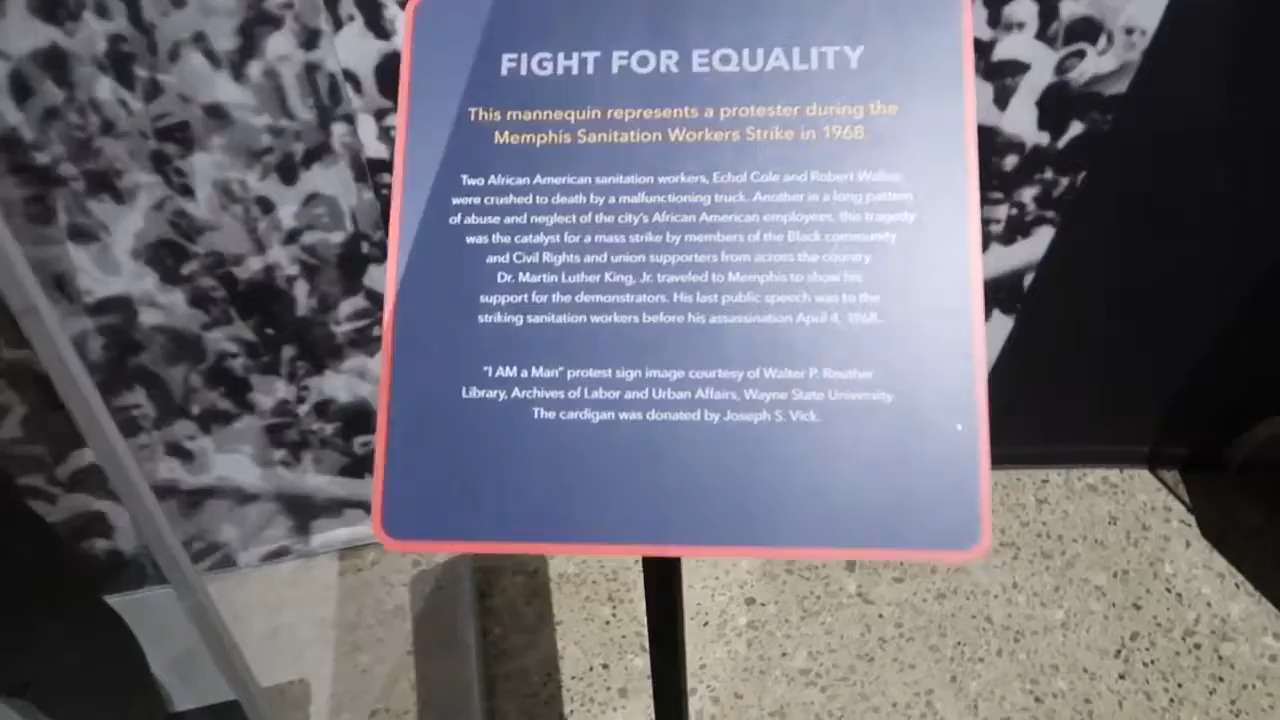 FIGHT FOR EQUALITY
This mannequin represents a protester during the
Memphis Sanitation Workers Strike in 1968.
Two African American sanitation workers, Echol Cole and Robert Walker
were crushed to death by a malfunctioning truck. Another in a long pattern
of abuse and neglect of the city's African American employees, this tragedy
was the catalyst for a mass strike by members of the Black community
and Civil Rights and union supporters from across the country.
Dr. Martin Luther King, Jr. traveled to Memphis to show his
support for the demonstrators. His last public speech was to the
striking sanitation workers before his assassination April 4, 1968.
"I AM a Man" protest sign image courtesy of Walter P. Reuther
Library, Archives of Labor and Urban Affairs, Wayne State University.
The cardigan was donated by Joseph S. Vick.